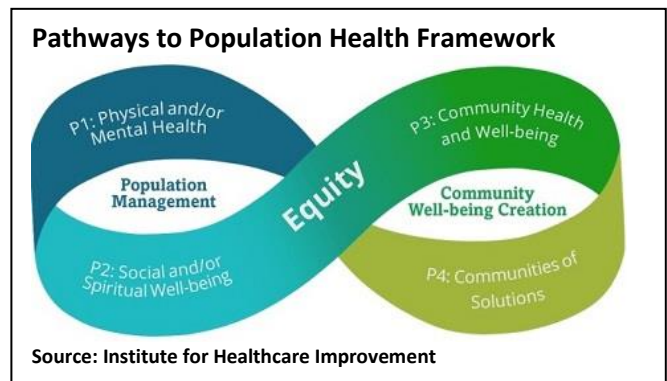 Pathways to Population Health Framework
P1: Physical and/or
Mental Health
Population
Management
P2: Social and/or
Spiritual Well-being
Equity
P3: Community Health
and Well-being
Community
Well-being Creation
P4: Communities of
Solutions
Source: Institute for Healthcare Improvement